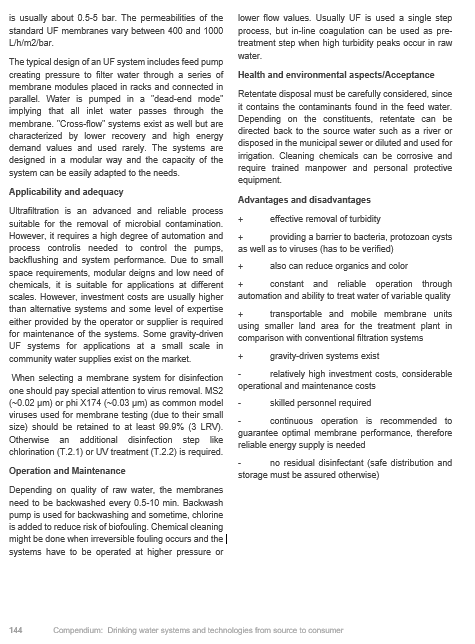 is usually about 0.5-5 bar. The permeabilities of the
standard UF membranes vary between 400 and 1000
L/h/m2/bar.
The typical design of an UF system includes feed pump
creating pressure to filter water through a series of
membrane modules placed in racks and connected in
parallel. Water is pumped in a "dead-end mode"
implying that all inlet water passes through the
membrane. "Cross-flow" systems exist as well but are
characterized by lower recovery and high energy
demand values and used rarely. The systems are
designed in a modular way and the capacity of the
system can be easily adapted to the needs.
Applicability and adequacy
Ultrafiltration is an advanced and reliable process
suitable for the removal of microbial contamination.
However, it requires a high degree of automation and
process controlis needed to control the pumps,
backflushing and system performance. Due to small
space requirements, modular deigns and low need of
chemicals, it is suitable for applications at different
scales. However, investment costs are usually higher
than alternative systems and some level of expertise
either provided by the operator or supplier is required
for maintenance of the systems. Some gravity-driven
UF systems for applications at a small scale in
community water supplies exist on the market.
When selecting a membrane system for disinfection
one should pay special attention to virus removal. MS2
(~0.02 µm) or phi X174 (~0.03 µm) as common model
viruses used for membrane testing (due to their small
size) should be retained to at least 99.9% (3 LRV).
Otherwise an additional disinfection step like
chlorination (T.2.1) or UV treatment (T.2.2) is required.
Operation and Maintenance
Depending on quality of raw water, the membranes
need to be backwashed every 0.5-10 min. Backwash
pump is used for backwashing and sometime, chlorine
is added to reduce risk of biofouling. Chemical cleaning
might be done when irreversible fouling occurs and the
systems have to be operated at higher pressure or
lower flow values. Usually UF is used a single step
process, but in-line coagulation can be used as pre-
treatment step when high turbidity peaks occur in raw
water.
Health and environmental aspects/Acceptance
Retentate disposal must be carefully considered, since
it contains the contaminants found in the feed water.
Depending on the constituents, retentate can be
directed back to the source water such as a river or
disposed in the municipal sewer or diluted and used for
irrigation. Cleaning chemicals can be corrosive and
require trained manpower and personal protective
equipment.
Advantages and disadvantages
+ effective removal of turbidity
+ providing a barrier to bacteria, protozoan cysts
as well as to viruses (has to be verified)
+ also can reduce organics and color
+ constant and reliable operation through
automation and ability to treat water of variable quality
+ transportable and mobile membrane units
using smaller land area for the treatment plant in
comparison with conventional filtration systems
+ gravity-driven systems exist
- relatively high investment costs, considerable
operational and maintenance costs
- skilled personnel required
- continuous operation is recommended to
guarantee optimal membrane performance, therefore
reliable energy supply is needed
- no residual disinfectant (safe distribution and
storage must be assured otherwise)
144 Compendium: Drinking water systems and technologies from source to consumer